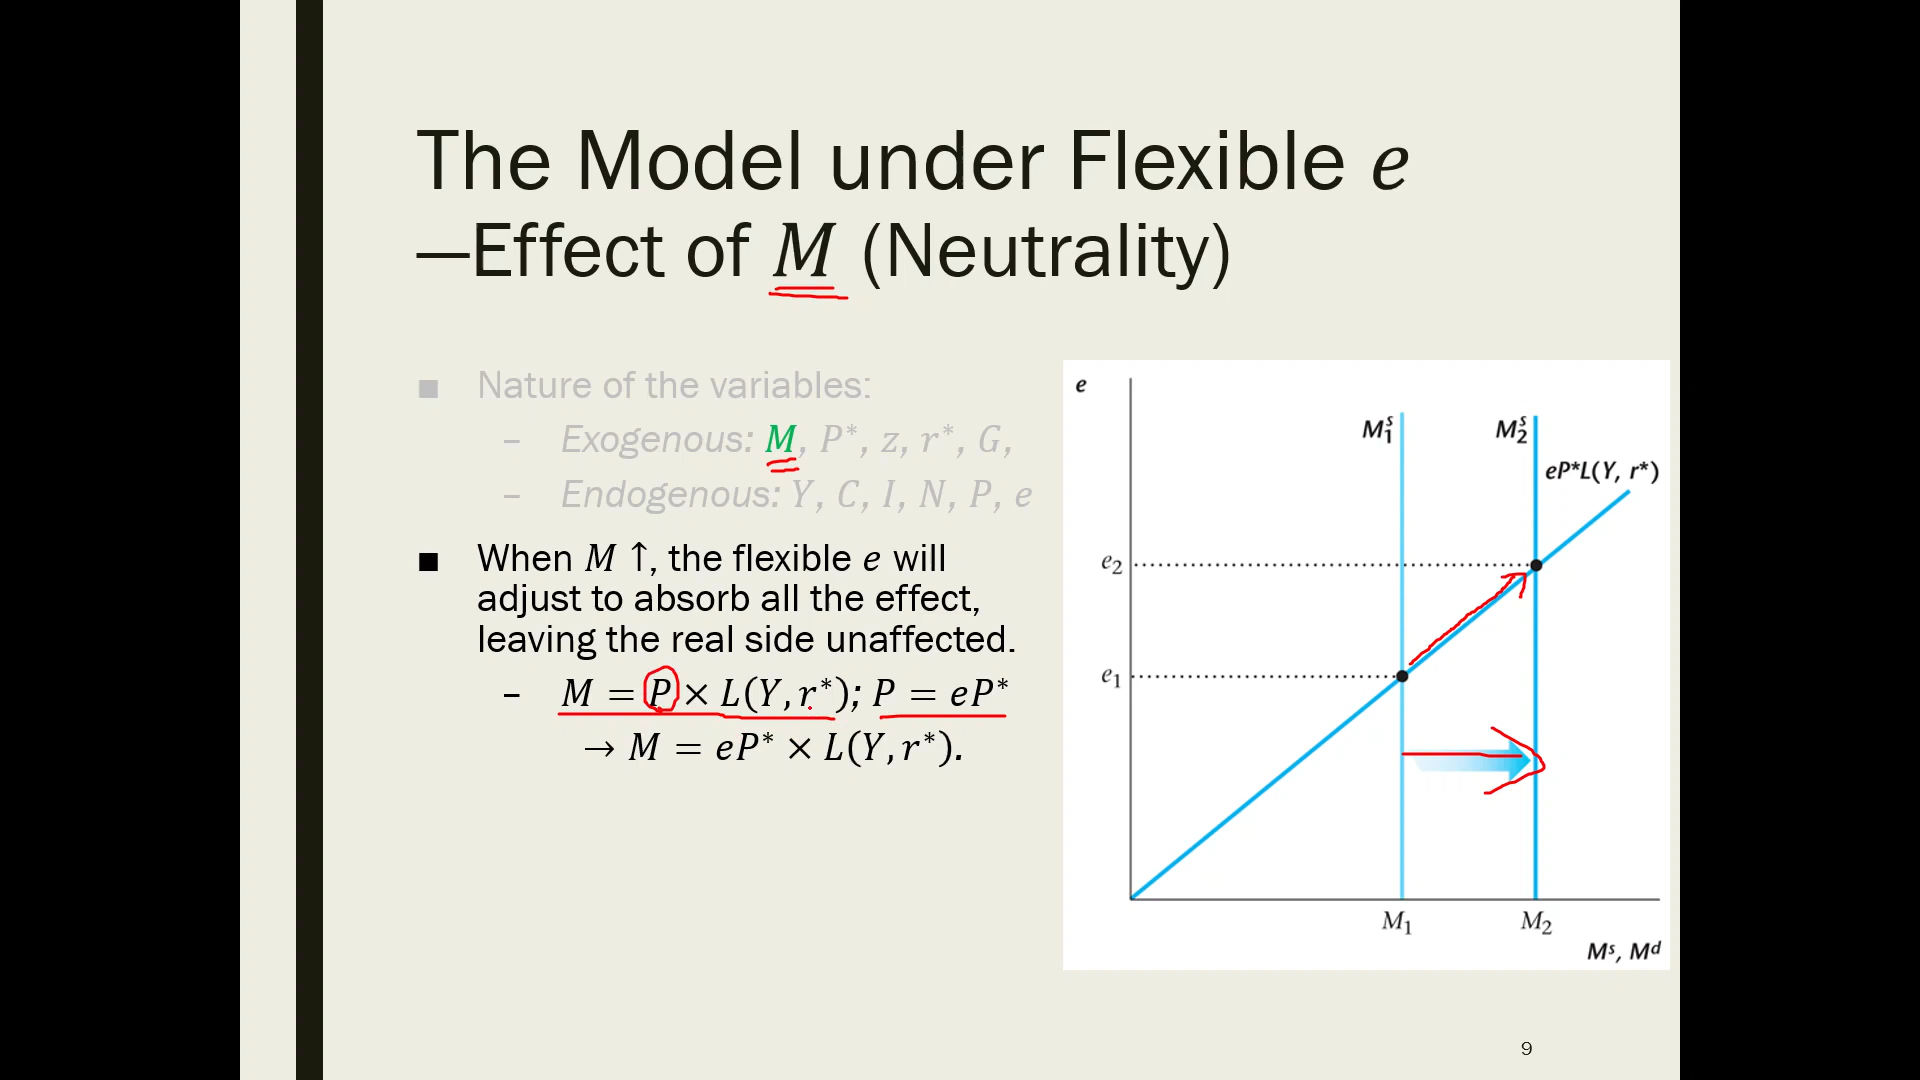 The Model under Flexible e
—Effect of M (Neutrality)
■ Nature of the variables:
– Exogenous: M, P*, z, r*, G,
– Endogenous: Y, C, I, N, P, e
■ When M ↑, the flexible e will
adjust to absorb all the effect,
leaving the real side unaffected.
– M = P × L(Y, r*); P = eP*
→ M = eP* × L(Y, r*).
e
M₁ˢ
M₂ˢ
eP*L(Y, r*)
e₂
e₁
M₁
M₂
Mˢ, Mᵈ
9